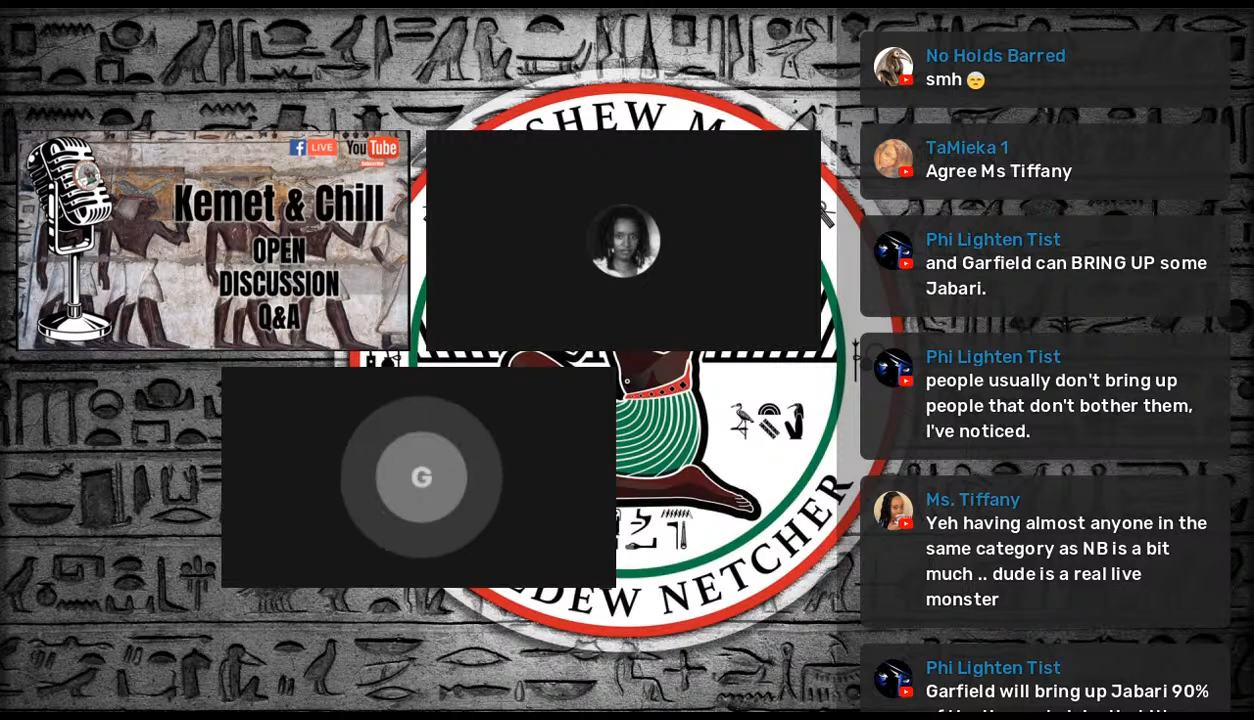 f LIVE YouTube
Subscribe
Kemet & Chill
OPEN
DISCUSSION
Q&A
SHEW M
DEW NETCHER
G
No Holds Barred
smh 😔
TaMieka 1
Agree Ms Tiffany
Phi Lighten Tist
and Garfield can BRING UP some
Jabari.
Phi Lighten Tist
people usually don't bring up
people that don't bother them,
I've noticed.
Ms. Tiffany
Yeh having almost anyone in the
same category as NB is a bit
much .. dude is a real live
monster
Phi Lighten Tist
Garfield will bring up Jabari 90%